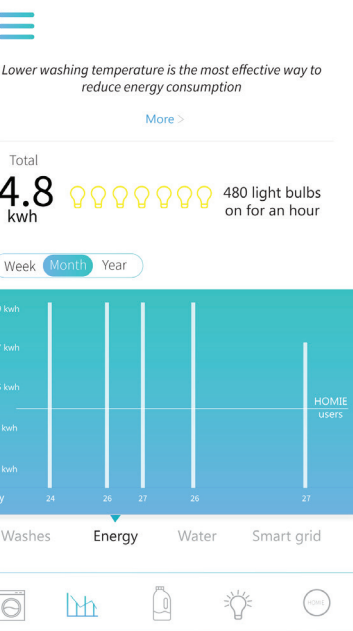 Lower washing temperature is the most effective way to
reduce energy consumption
More >
Total
4.8
kwh
480 light bulbs
on for an hour
Week Month Year
kwh
kwh
kwh
HOMIE
users
kwh
kwh
24 26 27 26 27
Washes Energy Water Smart grid
HOMIE